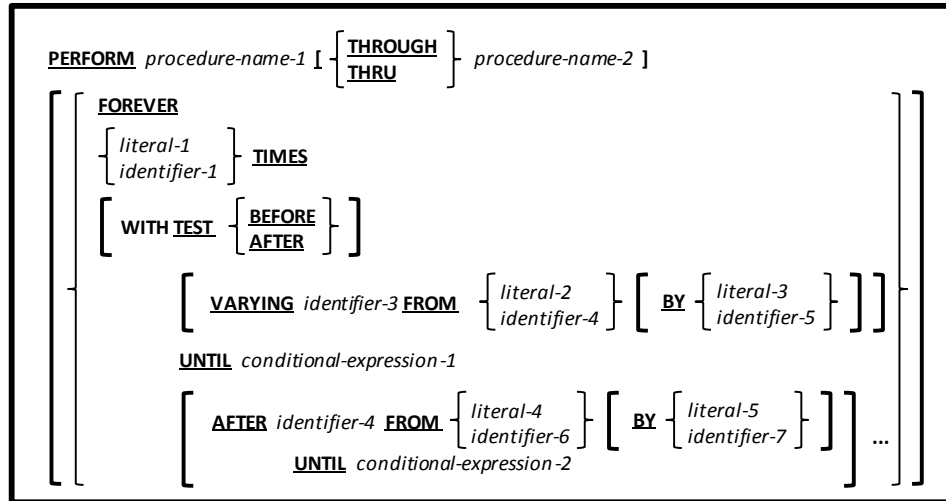 PERFORM procedure-name-1 [ { THROUGH
THRU } procedure-name-2 ]
FOREVER
literal-1
identifier-1 TIMES
WITH TEST BEFORE
AFTER
VARYING identifier-3 FROM literal-2 BY literal-3
identifier-4 identifier-5
UNTIL conditional-expression-1
AFTER identifier-4 FROM literal-4 BY literal-5
identifier-6 identifier-7 ...
UNTIL conditional-expression-2